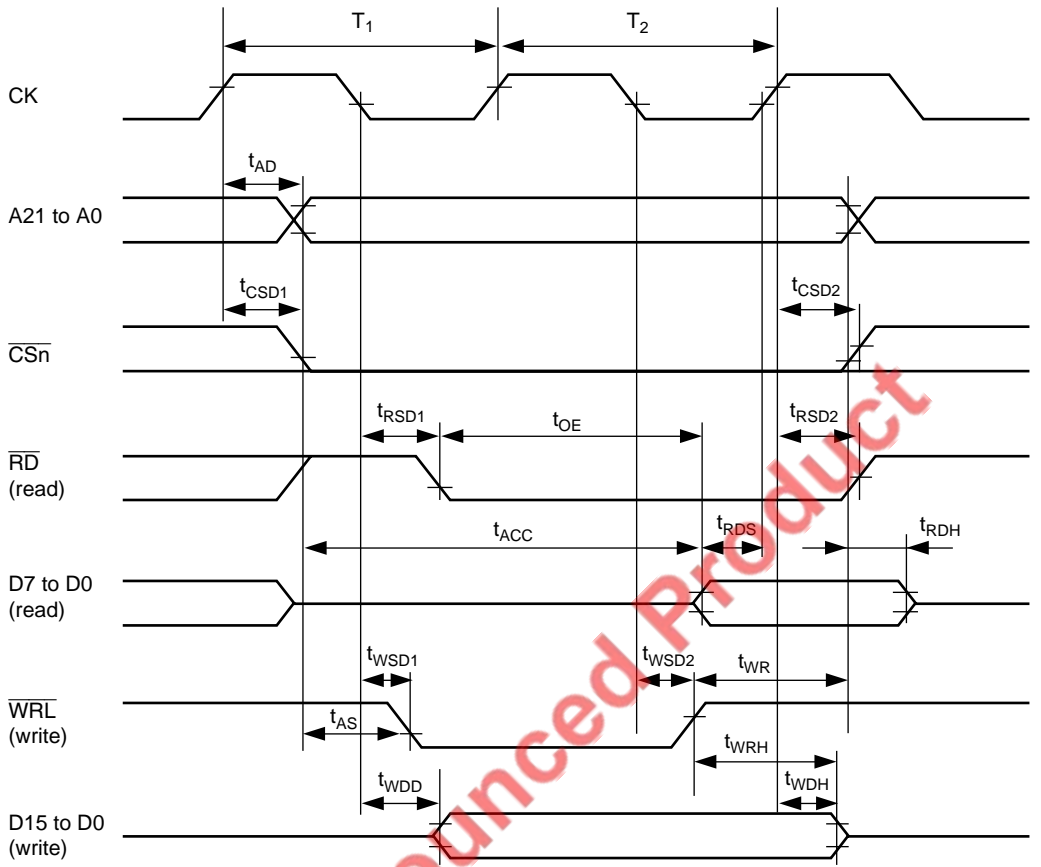 T1 T2
CK
tAD
A21 to A0
tCSD1 tCSD2
CSn
tRSD1 tOE tRSD2
RD
(read)
tACC tRDS tRDH
D7 to D0
(read)
tWSD1 tWSD2 tWR
WRL
(write)
tAS
tWRH
tWDD tWDH
D15 to D0
(write)
ounced Product